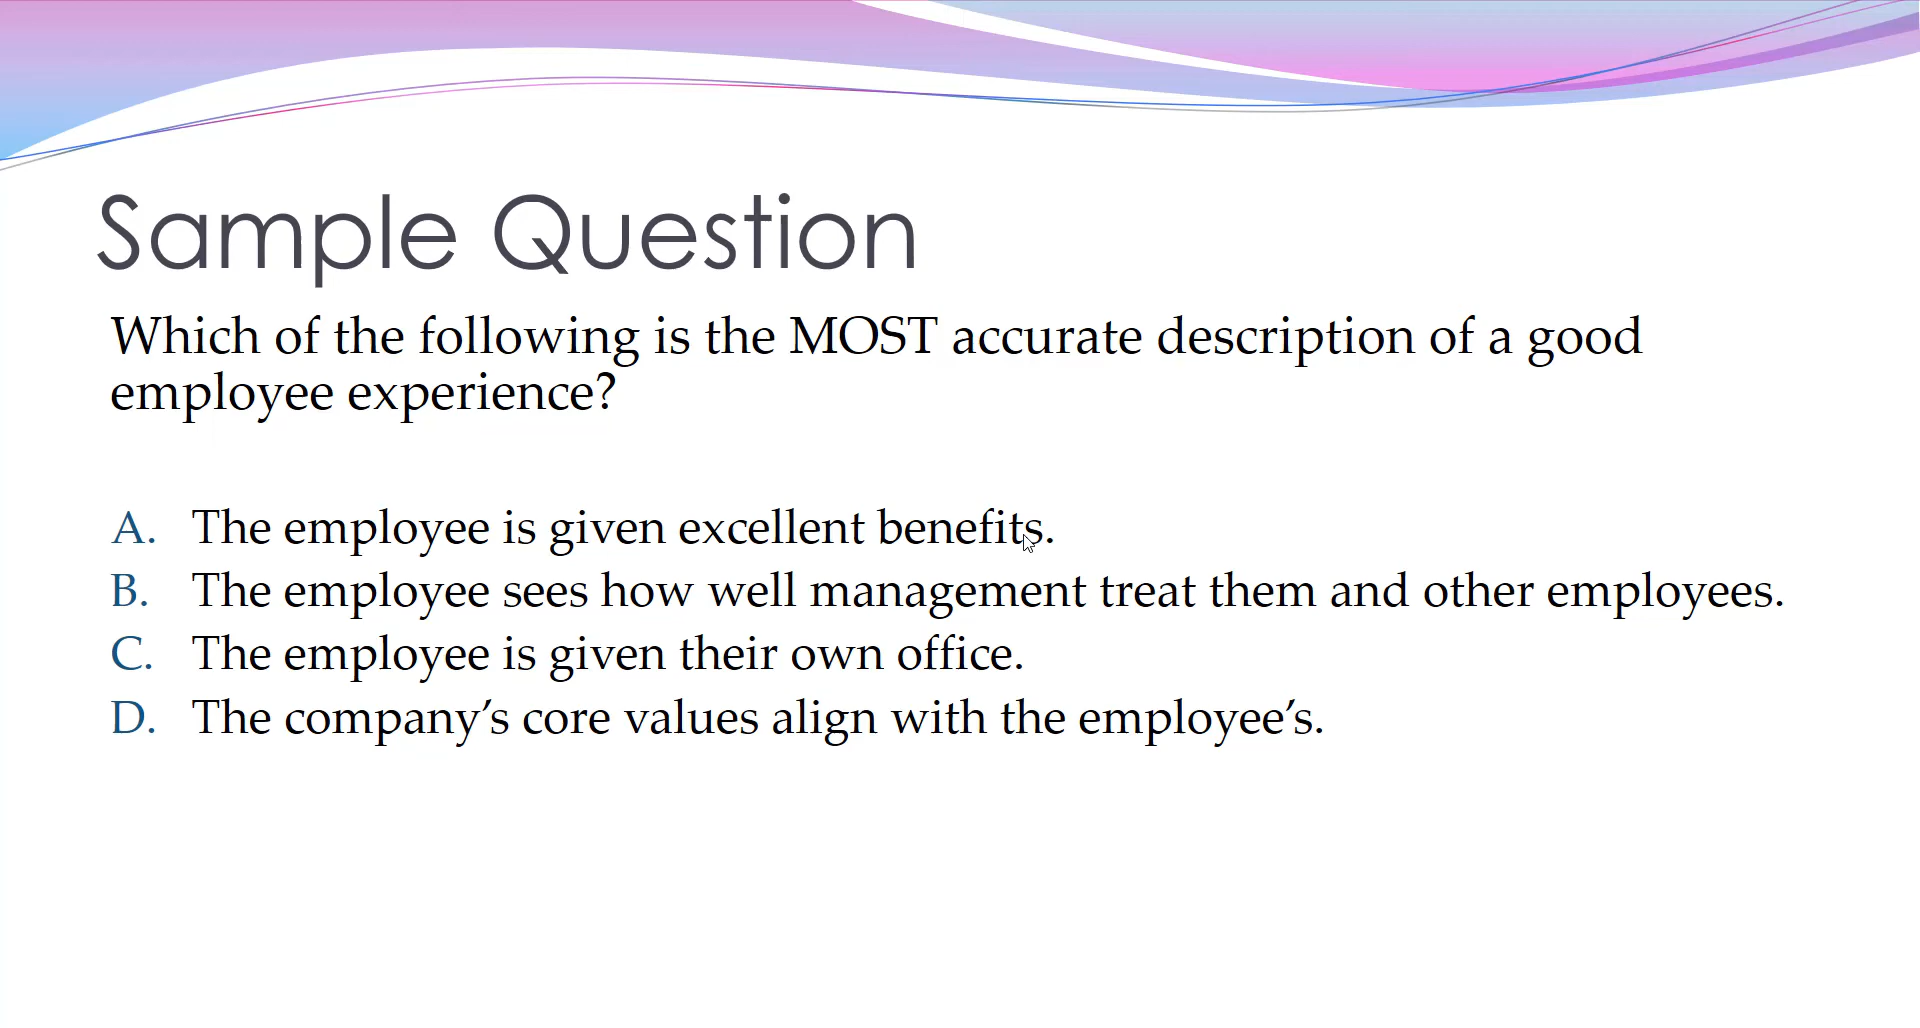 Sample Question
Which of the following is the MOST accurate description of a good
employee experience?
A. The employee is given excellent benefits.
B. The employee sees how well management treat them and other employees.
C. The employee is given their own office.
D. The company’s core values align with the employee’s.